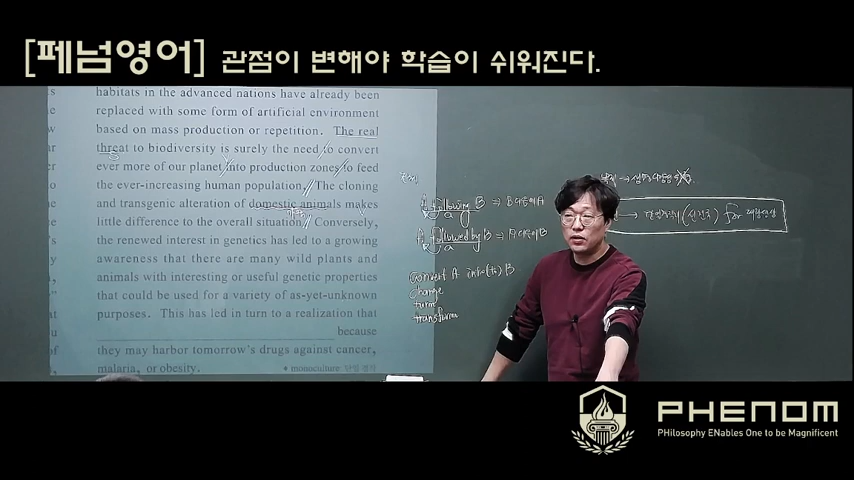 [페넘영어] 관점이 변해야 학습이 쉬워진다.
habitats in the advanced nations have already been
replaced with some form of artificial environment
based on mass production or repetition. The real
threat to biodiversity is surely the need to convert
ever more of our planet into production zones to feed
the ever-increasing human population. The cloning
and transgenic alteration of domestic animals makes
little difference to the overall situation. Conversely,
the renewed interest in genetics has led to a growing
awareness that there are many wild plants and
animals with interesting or useful genetic properties
that could be used for a variety of as-yet-unknown
purposes. This has led in turn to a realization that
because
they may harbor tomorrow's drugs against cancer,
malaria, or obesity.
monoculture
A following B ⇒ B 다음에 A
A followed by B ⇒ A 다음에 B
convert A into(to) B
change
turn
transform
for
PHENOM
PHilosophy ENables One to be Magnificent